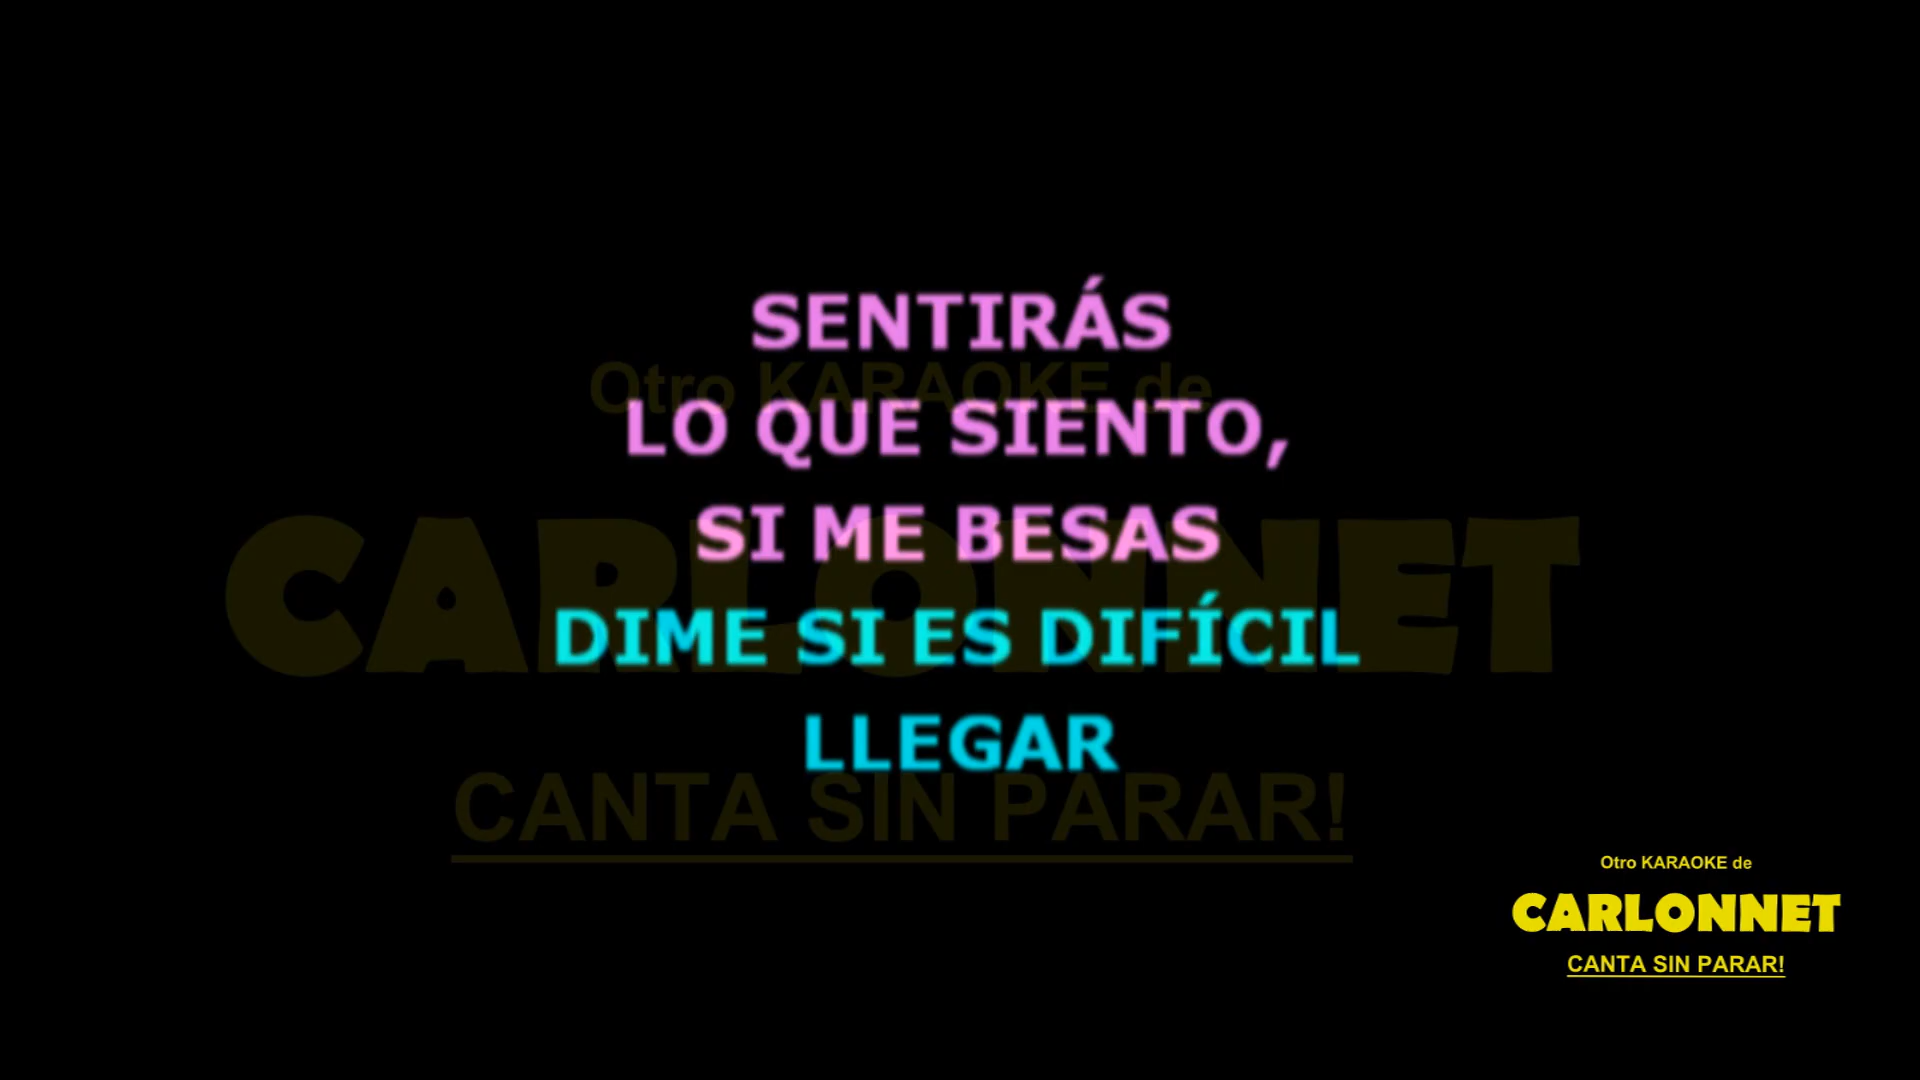 SENTIRÁS
Otro KARAOKE de
LO QUE SIENTO,
SI ME BESAS
CARLONNET
DIME SI ES DIFÍCIL
LLEGAR
CANTA SIN PARAR!
Otro KARAOKE de
CARLONNET
CANTA SIN PARAR!